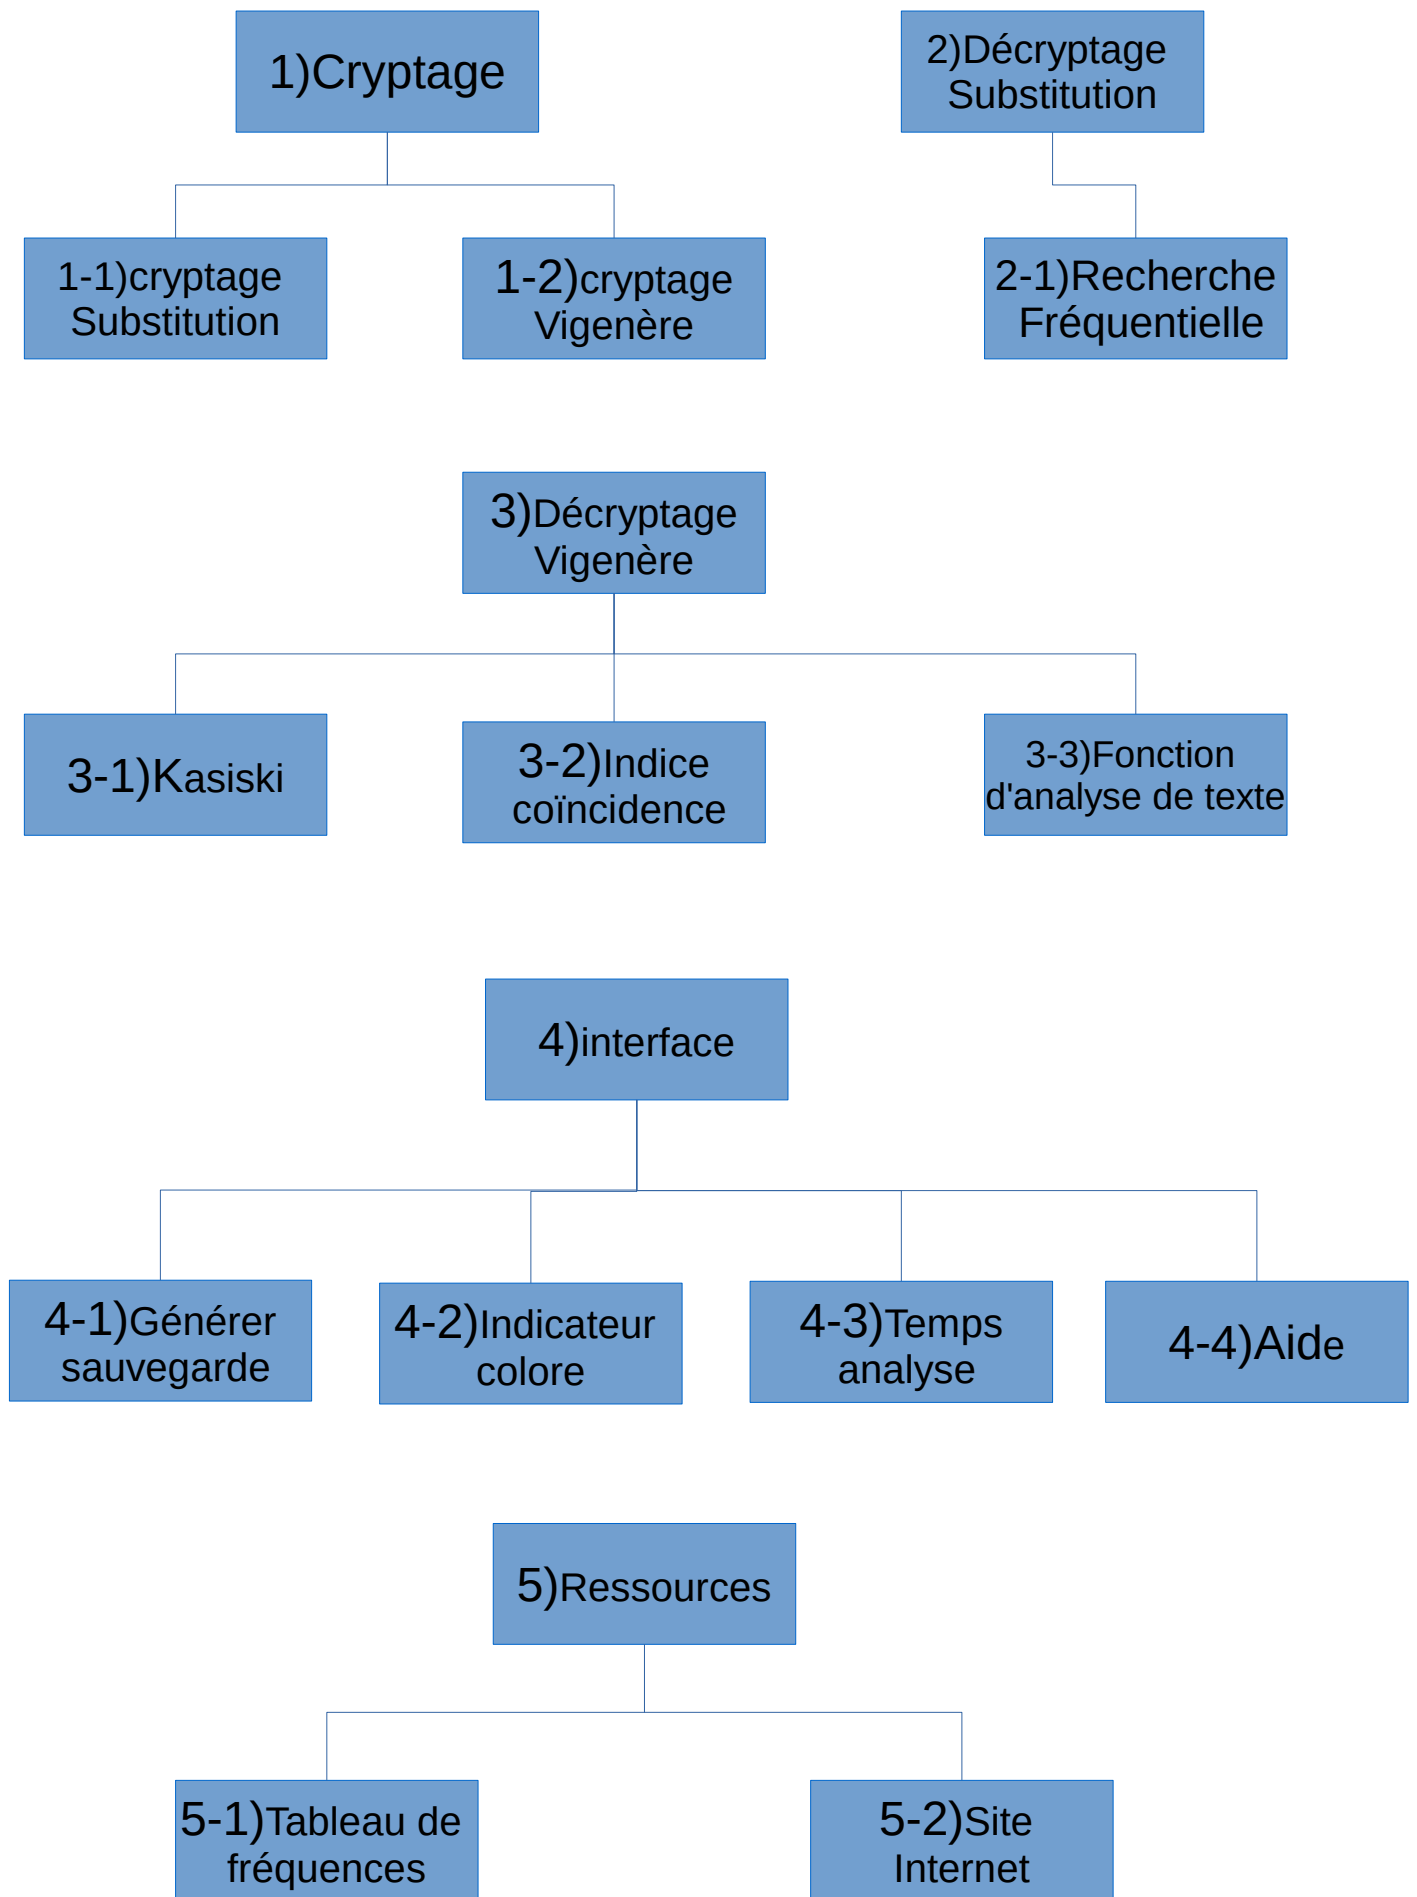 1)Cryptage
2)Décryptage
Substitution
1-1)cryptage
Substitution
1-2)cryptage
Vigenère
2-1)Recherche
Fréquentielle
3)Décryptage
Vigenère
3-1)Kasiski
3-2)Indice
coïncidence
3-3)Fonction
d'analyse de texte
4)interface
4-1)Générer
sauvegarde
4-2)Indicateur
colore
4-3)Temps
analyse
4-4)Aide
5)Ressources
5-1)Tableau de
fréquences
5-2)Site
Internet